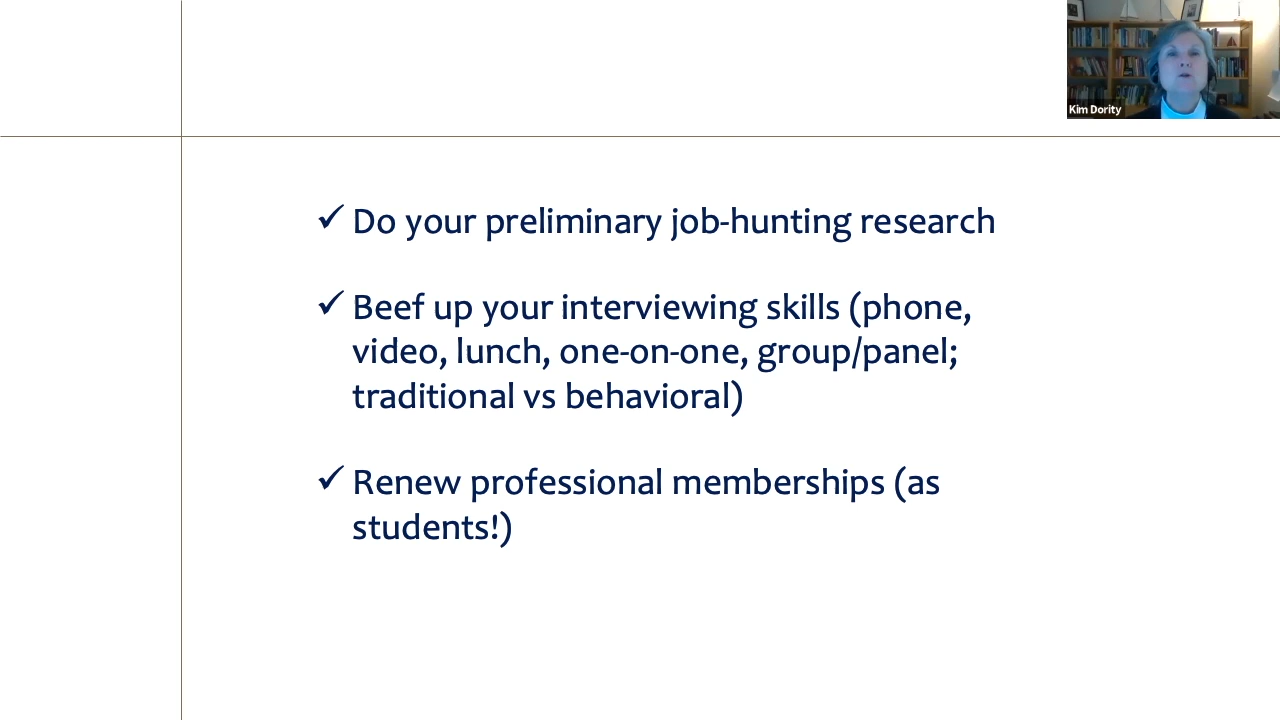 Kim Dority
✓ Do your preliminary job-hunting research
✓ Beef up your interviewing skills (phone,
video, lunch, one-on-one, group/panel;
traditional vs behavioral)
✓ Renew professional memberships (as
students!)